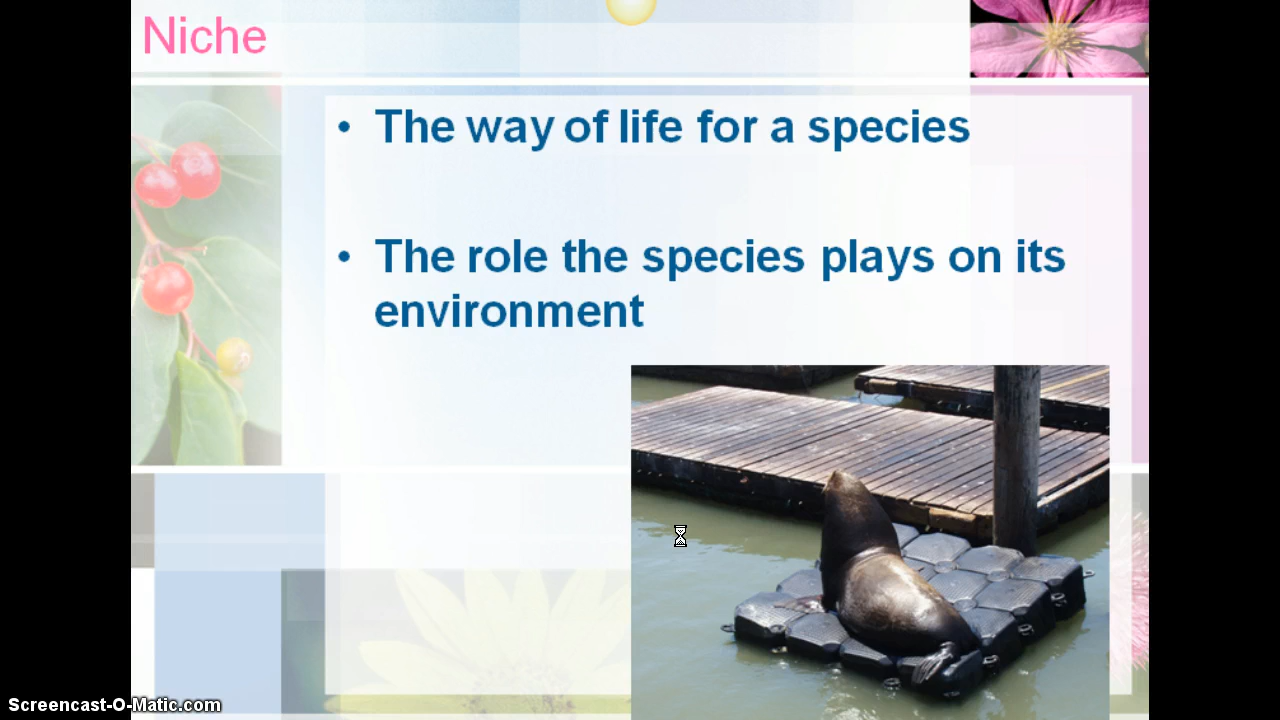 Niche
• The way of life for a species
• The role the species plays on its
environment
Screencast-O-Matic.com